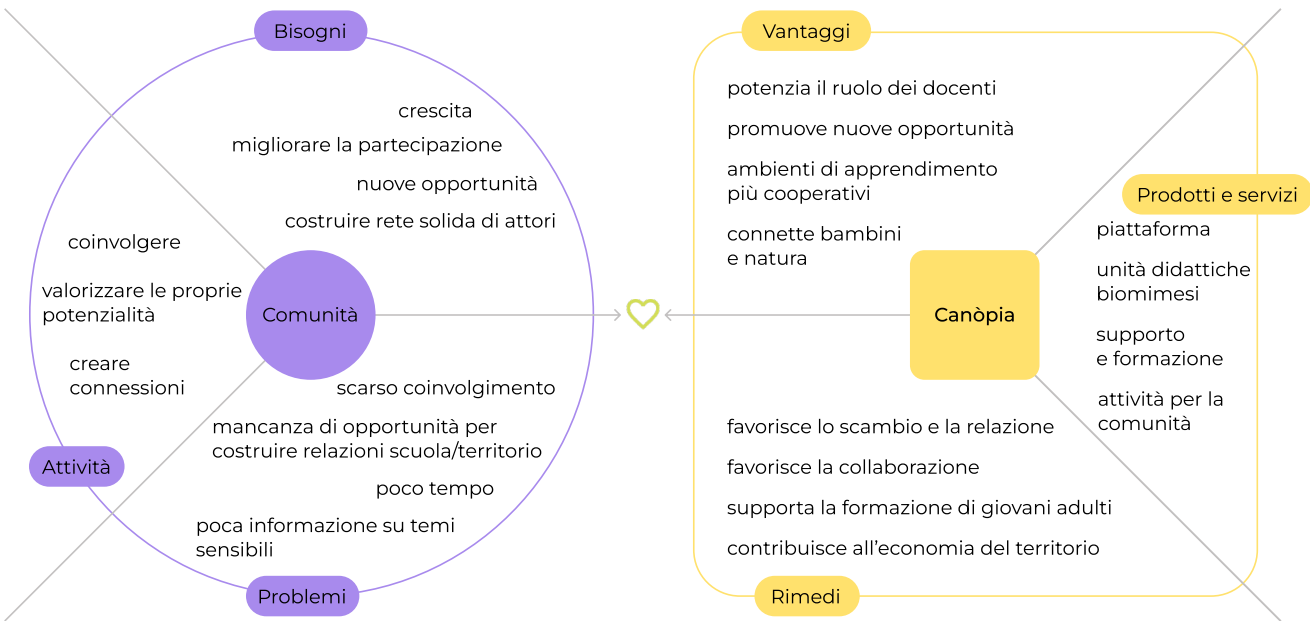 Bisogni
crescita
migliorare la partecipazione
nuove opportunità
costruire rete solida di attori
coinvolgere
valorizzare le proprie
potenzialità
creare
connessioni
Attività
Comunità
scarso coinvolgimento
mancanza di opportunità per
costruire relazioni scuola/territorio
poco tempo
poca informazione su temi
sensibili
Problemi
Vantaggi
potenzia il ruolo dei docenti
promuove nuove opportunità
ambienti di apprendimento
più cooperativi
connette bambini
e natura
Canòpia
Prodotti e servizi
piattaforma
unità didattiche
biomimesi
supporto
e formazione
attività per la
comunità
favorisce lo scambio e la relazione
favorisce la collaborazione
supporta la formazione di giovani adulti
contribuisce all’economia del territorio
Rimedi